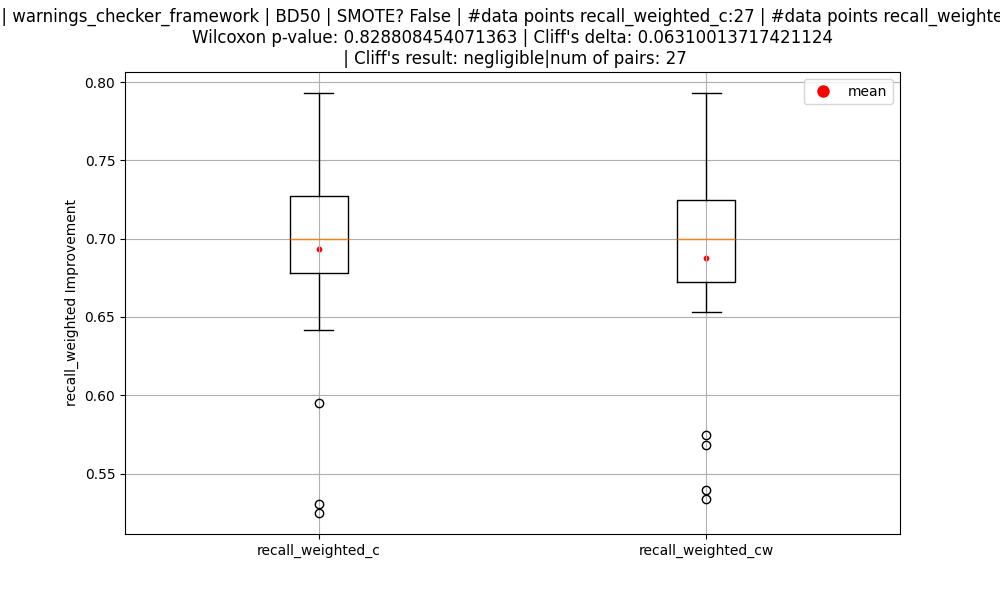 | warnings_checker_framework | BD50 | SMOTE? False | #data points recall_weighted_c:27 | #data points
Wilcoxon p-value: 0.828808454071363 | Cliff's delta: 0.06310013717421124
| Cliff's result: negligible|num of pairs: 27
mean
0.80
0.75
0.70
0.65
0.60
0.55
recall_weighted Improvement
recall_weighted_c
recall_weighted_cw